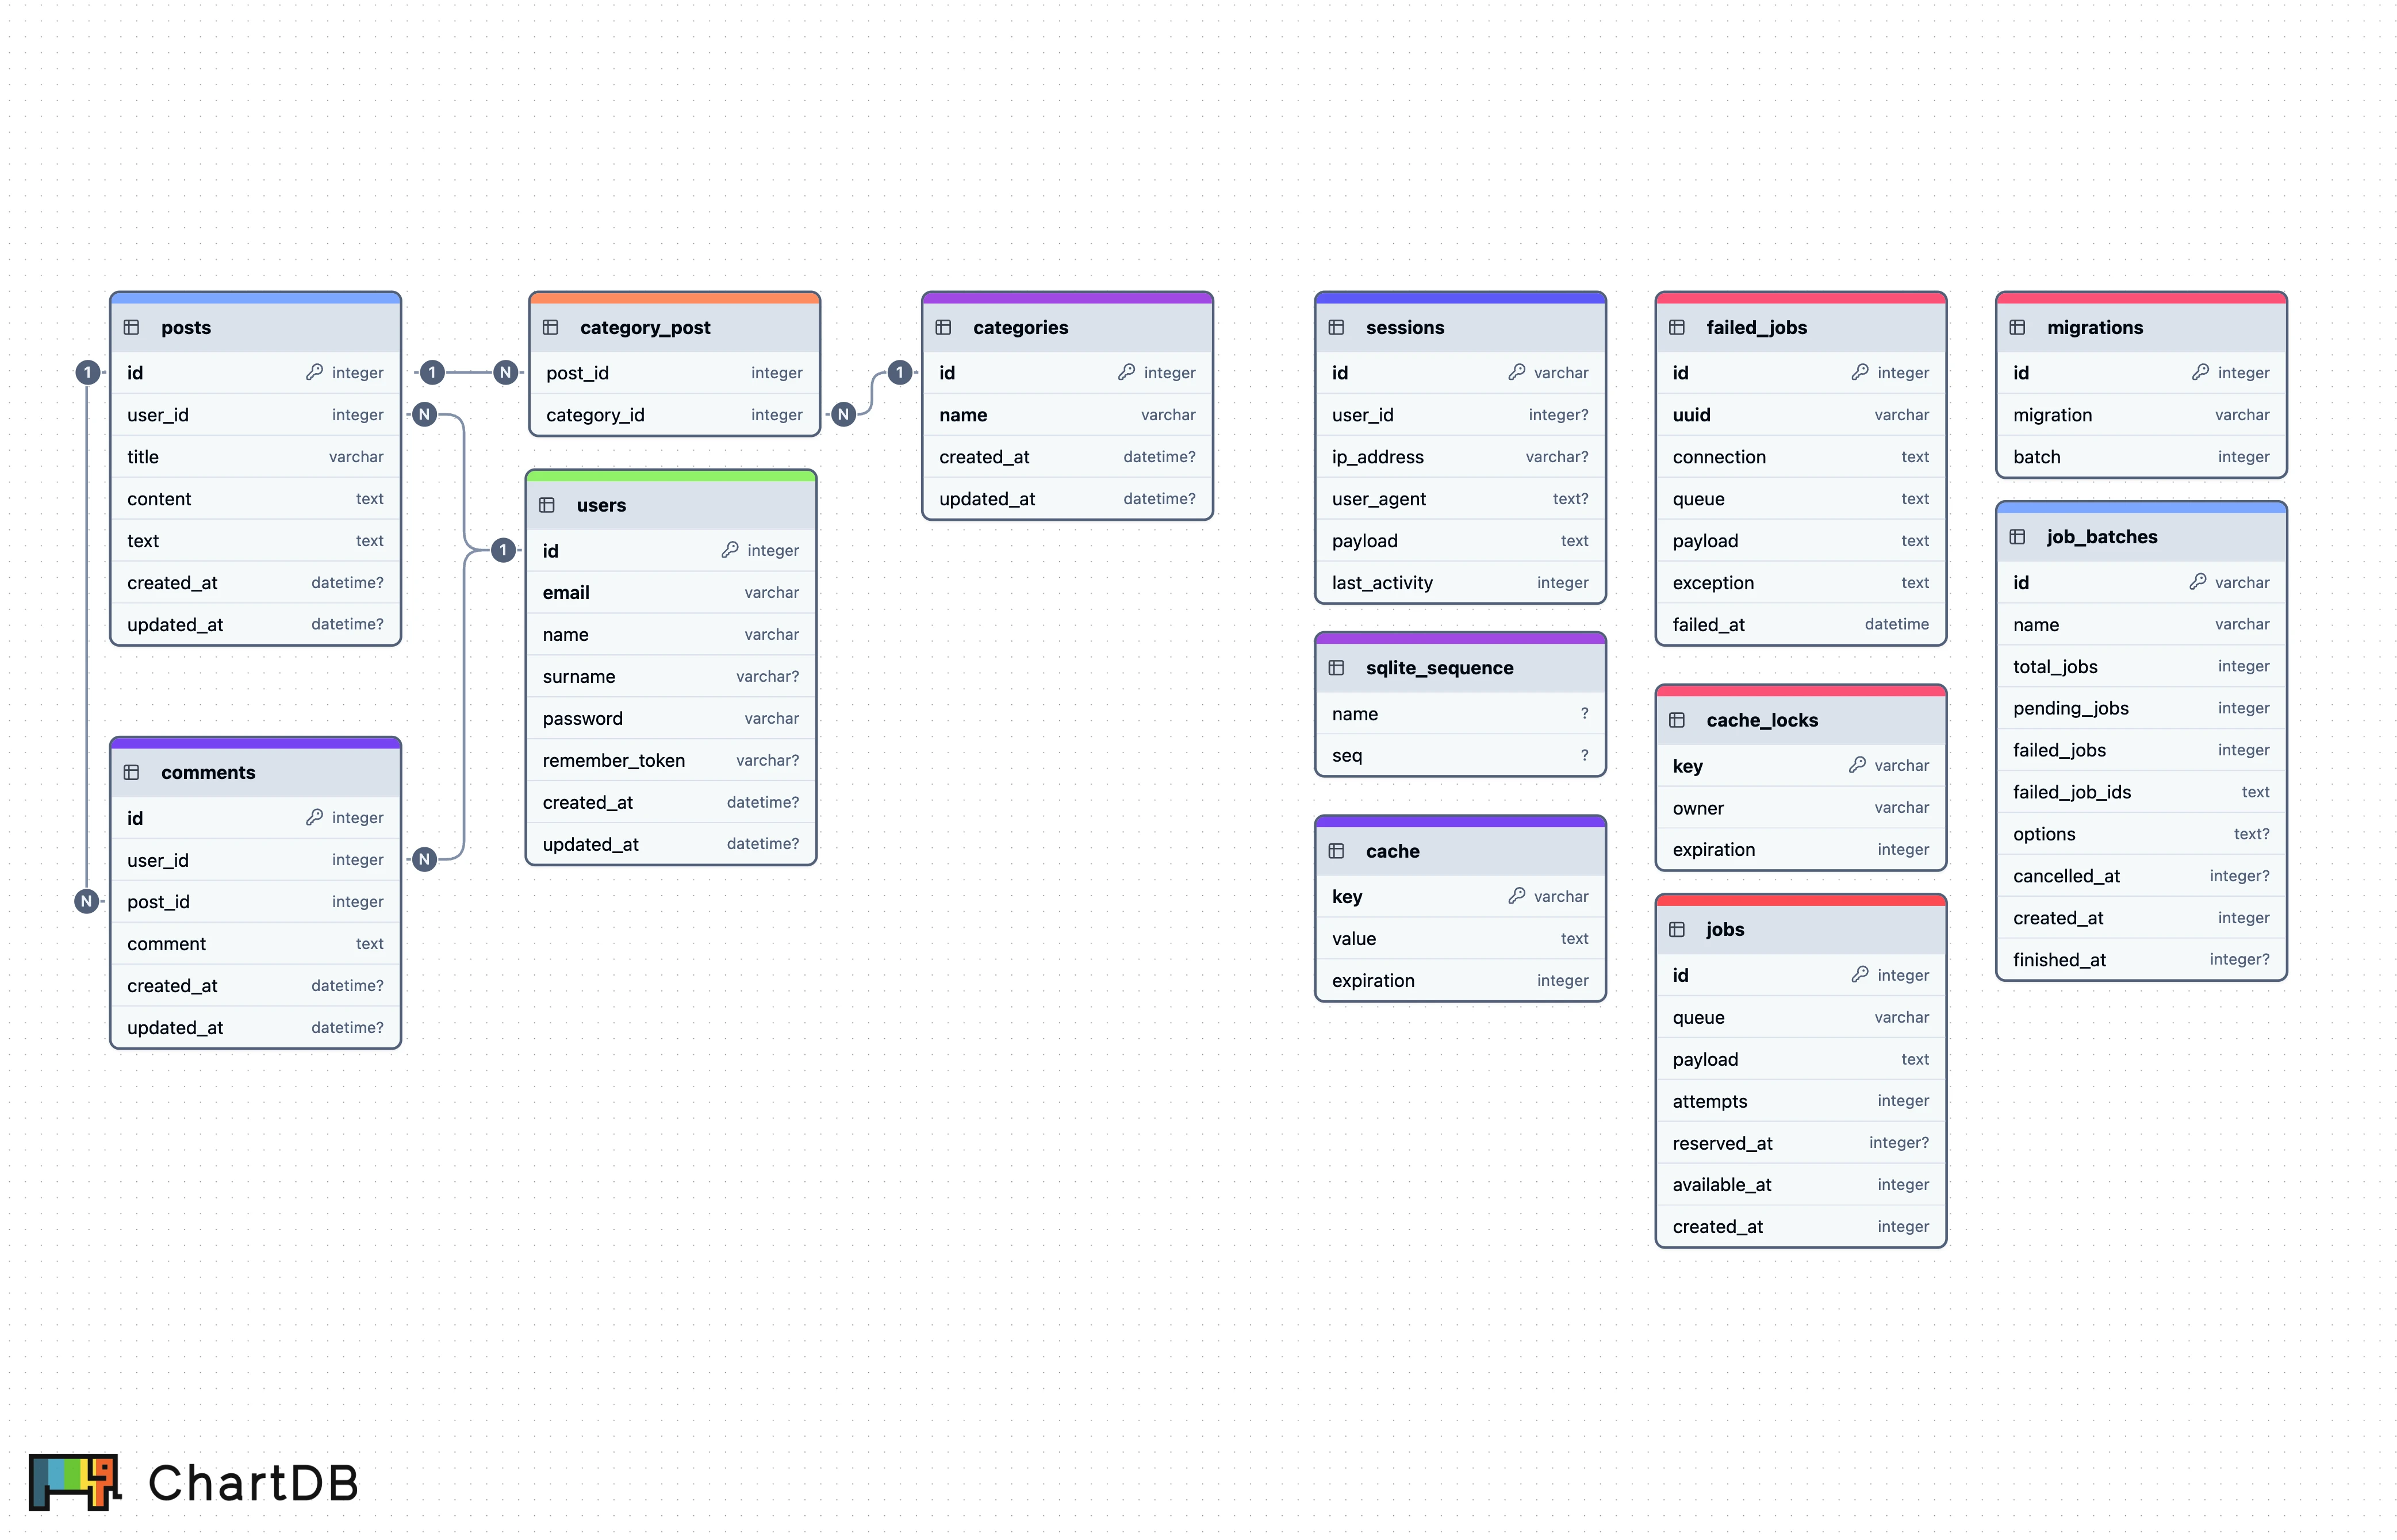 posts
1 id integer 1 N
user_id integer N
title varchar
content text
text text
created_at datetime?
updated_at datetime?
comments
id integer
user_id integer N
N post_id integer
comment text
created_at datetime?
updated_at datetime?
category_post
post_id integer
category_id integer N
users
1 id integer
email varchar
name varchar
surname varchar?
password varchar
remember_token varchar?
created_at datetime?
updated_at datetime?
categories
1 id integer
name varchar
created_at datetime?
updated_at datetime?
sessions
id varchar
user_id integer?
ip_address varchar?
user_agent text?
payload text
last_activity integer
sqlite_sequence
name ?
seq ?
cache
key varchar
value text
expiration integer
failed_jobs
id integer
uuid varchar
connection text
queue text
payload text
exception text
failed_at datetime
cache_locks
key varchar
owner varchar
expiration integer
jobs
id integer
queue varchar
payload text
attempts integer
reserved_at integer?
available_at integer
created_at integer
migrations
id integer
migration varchar
batch integer
job_batches
id varchar
name varchar
total_jobs integer
pending_jobs integer
failed_jobs integer
failed_job_ids text
options text?
cancelled_at integer?
created_at integer
finished_at integer?
ChartDB